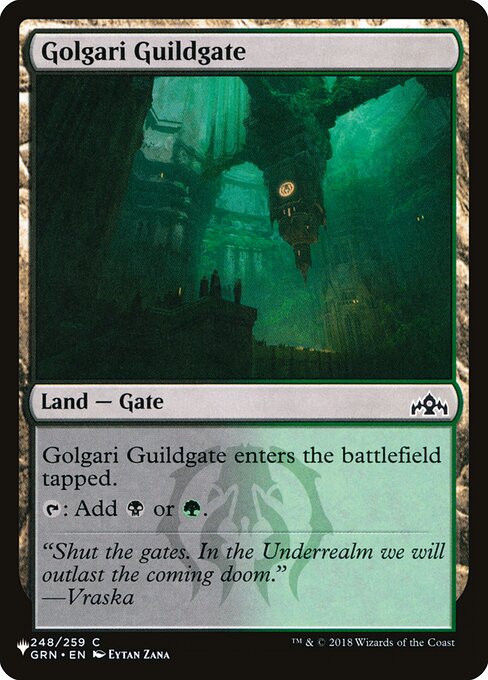 Golgari Guildgate
Land — Gate
Golgari Guildgate enters the battlefield
tapped.
: Add or .
“Shut the gates. In the Underrealm we will
outlast the coming doom.”
—Vraska
248/259 C
GRN • EN Eytan Zana
™ & © 2018 Wizards of the Coast